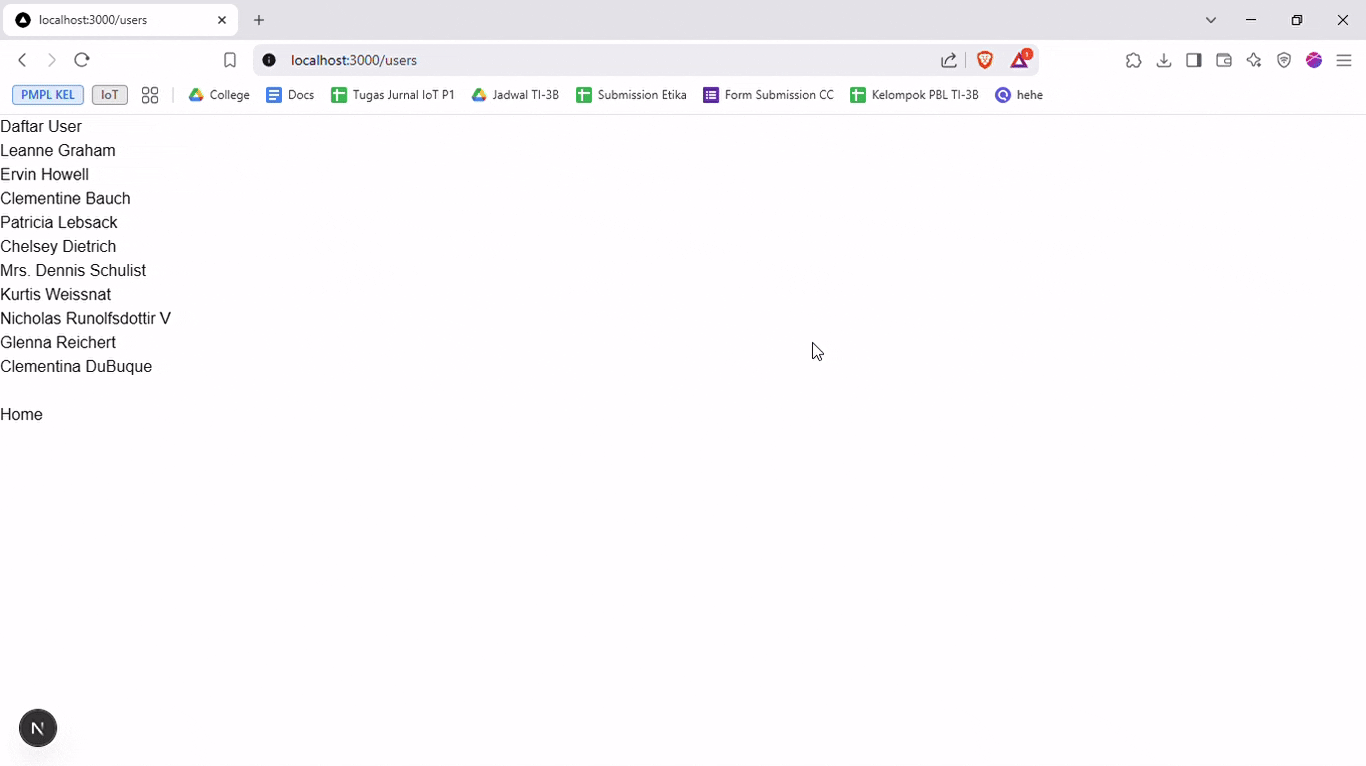 localhost:3000/users
localhost:3000/users
1
PMPL KEL IoT College Docs Tugas Jurnal IoT P1 Jadwal TI-3B Submission Etika Form Submission CC Kelompok PBL TI-3B hehe
Daftar User
Leanne Graham
Ervin Howell
Clementine Bauch
Patricia Lebsack
Chelsey Dietrich
Mrs. Dennis Schulist
Kurtis Weissnat
Nicholas Runolfsdottir V
Glenna Reichert
Clementina DuBuque
Home
N